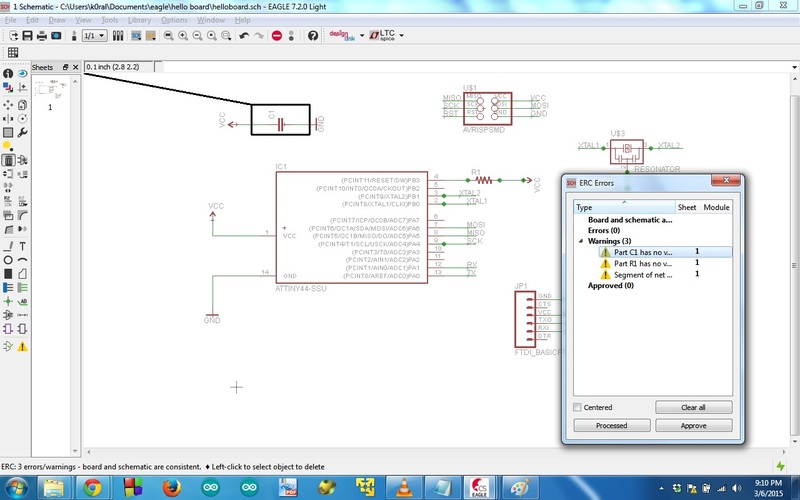 1 Schematic - C:\Users\k0ral\Documents\eagle\hello board\helloboard.sch - EAGLE 7.2.0 Light
File Edit Draw View Tools Library Options Window Help
1/1
design link
LTC spice
Sheets
0.1 inch (2.8 2.2)
1
VCC
C1
GND
U$1
MISO
VCC
SCK
MOSI
RST
GND
AVRISPSMD
U$3
XTAL1
XTAL2
RESONATOR
IC1
(PCINT11/RESET/DW)PB3
(PCINT10/INT0/OC0A/CKOUT)PB2
(PCINT9/XTAL2)PB1
(PCINT8/XTAL1/CLKI)PB0
(PCINT7/ICP/OC0B/ADC7)PA7
(PCINT6/OC1A/SDA/MOSI/ADC6)PA6
(PCINT5/OC1B/MISO/DO/ADC5)PA5
(PCINT4/T1/SCL/USCK/ADC4)PA4
(PCINT3/T0/ADC3)PA3
(PCINT2/AIN1/ADC2)PA2
(PCINT1/AIN0/ADC1)PA1
(PCINT0/AREF/ADC0)PA0
4
5
3
2
6
7
8
9
10
11
12
13
R1
VCC
XTAL2
XTAL1
MOSI
MISO
SCK
RX
TX
VCC
1
VCC
14
GND
GND
ATTINY44-SSU
JP1
GND
CTS
VCC
TXO
RXI
DTR
FTDI_BASICP
ERC Errors
Type Sheet Module
Board and schematic a...
Errors (0)
Warnings (3)
Part C1 has no v... 1
Part R1 has no v... 1
Segment of net ... 1
Approved (0)
Centered
Clear all
Processed
Approve
ERC: 3 errors/warnings - board and schematic are consistent. ♦ Left-click to select object to delete
CS
EAGLE
9:10 PM
3/6/2015